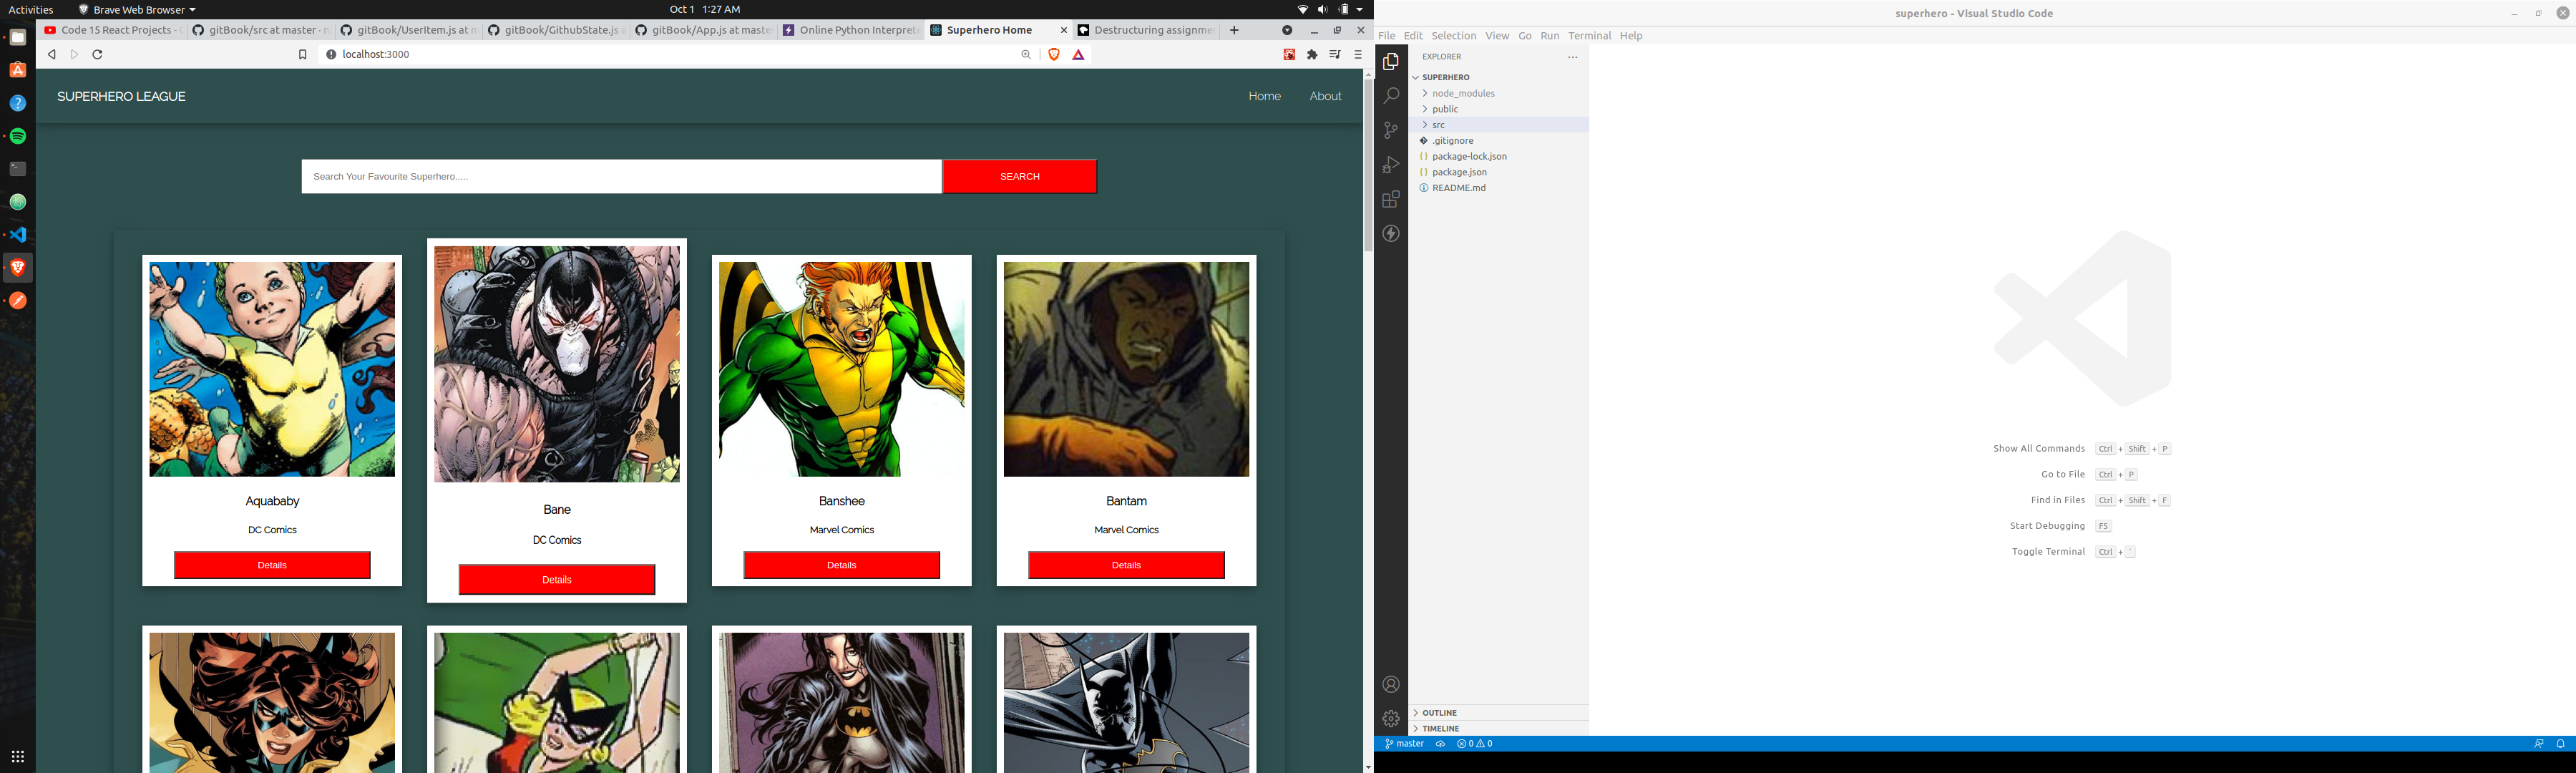 Activities Brave Web Browser Oct 1 1:27 AM
Code 15 React Projects - gitBook/src at master · gitBook/UserItem.js at gitBook/GithubState.js gitBook/App.js at master Online Python Interprete Superhero Home Destructuring assignmen
localhost:3000
SUPERHERO LEAGUE Home About
Search Your Favourite Superhero..... SEARCH
Aquababy
DC Comics
Details
Bane
DC Comics
Details
Banshee
Marvel Comics
Details
Bantam
Marvel Comics
Details
superhero - Visual Studio Code
File Edit Selection View Go Run Terminal Help
EXPLORER
SUPERHERO
node_modules
public
src
.gitignore
package-lock.json
package.json
README.md
Show All Commands Ctrl + Shift + P
Go to File Ctrl + P
Find in Files Ctrl + Shift + F
Start Debugging F5
Toggle Terminal Ctrl + `
OUTLINE
TIMELINE
master 0 0